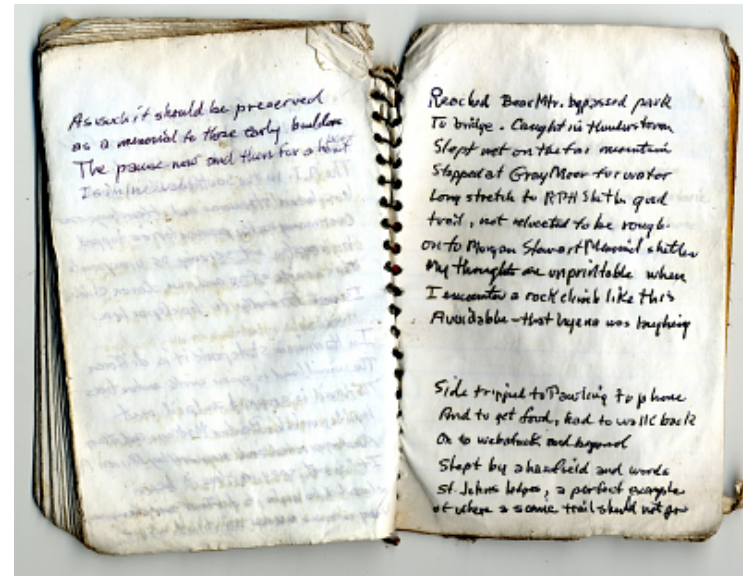 As such it should be preserved
as a memorial to those early builders
The pause now and then for a
Reached Bear Mtr. bypassed park
To bridge. Caught in thunderstorm
Slept wet on the far mountain
Stopped at GrayMoor for water
Long stretch to RPH Shelter good
trail, not relocated to be rough
on to Morgan Stewart Memorial shelter
My thoughts are unprintable when
I encounter a rock climb like this
Avoidable - that hyena was laughing
Side tripped to Pawling to phone
And to get food, had to walk back
On to webatuck and beyond
Slept by a hayfield and woods
St. Johns ledges, a perfect example
of where a scenic trail should not go